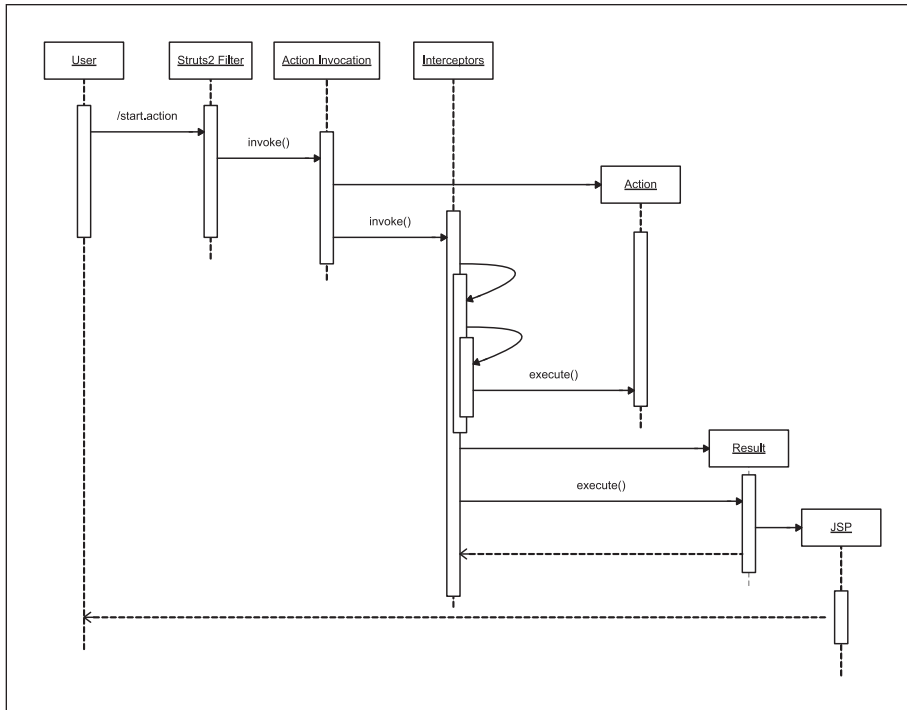 User
Struts2 Filter
Action Invocation
Interceptors
/start.action
invoke()
Action
invoke()
execute()
Result
execute()
JSP